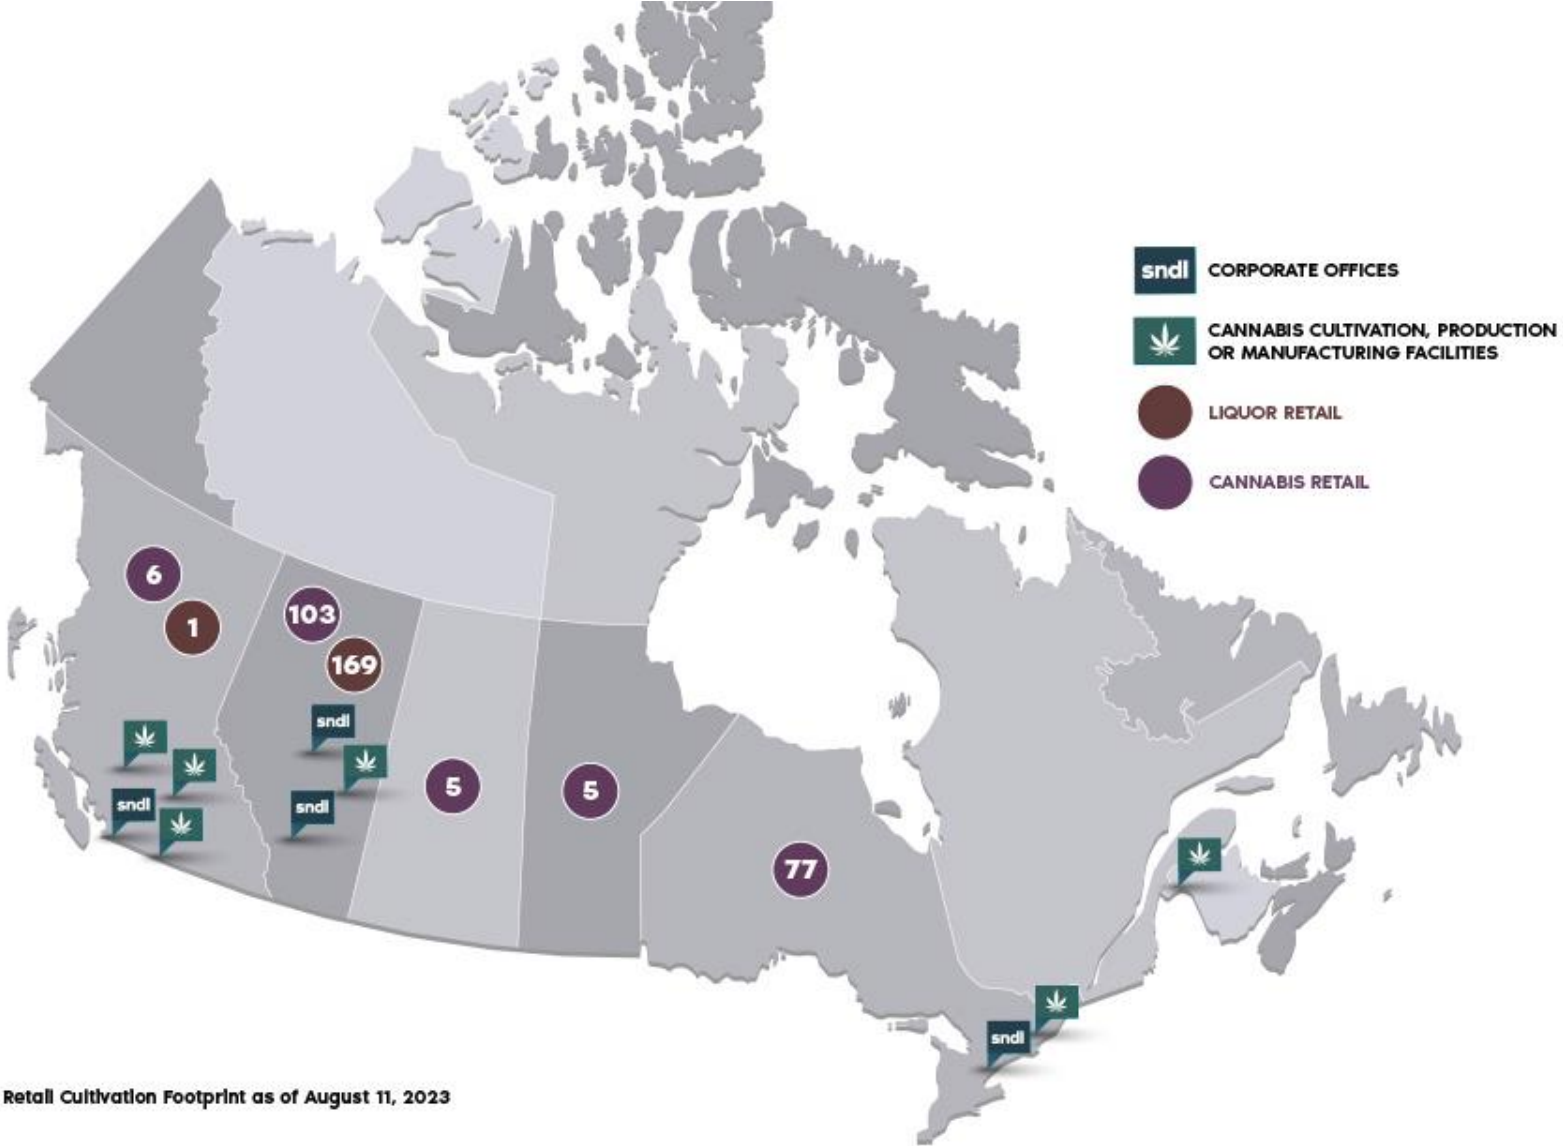 sndl CORPORATE OFFICES
CANNABIS CULTIVATION, PRODUCTION
OR MANUFACTURING FACILITIES
LIQUOR RETAIL
CANNABIS RETAIL
6
1
103
169
sndl
sndl
sndl
5
5
77
sndl
Retail Cultivation Footprint as of August 11, 2023